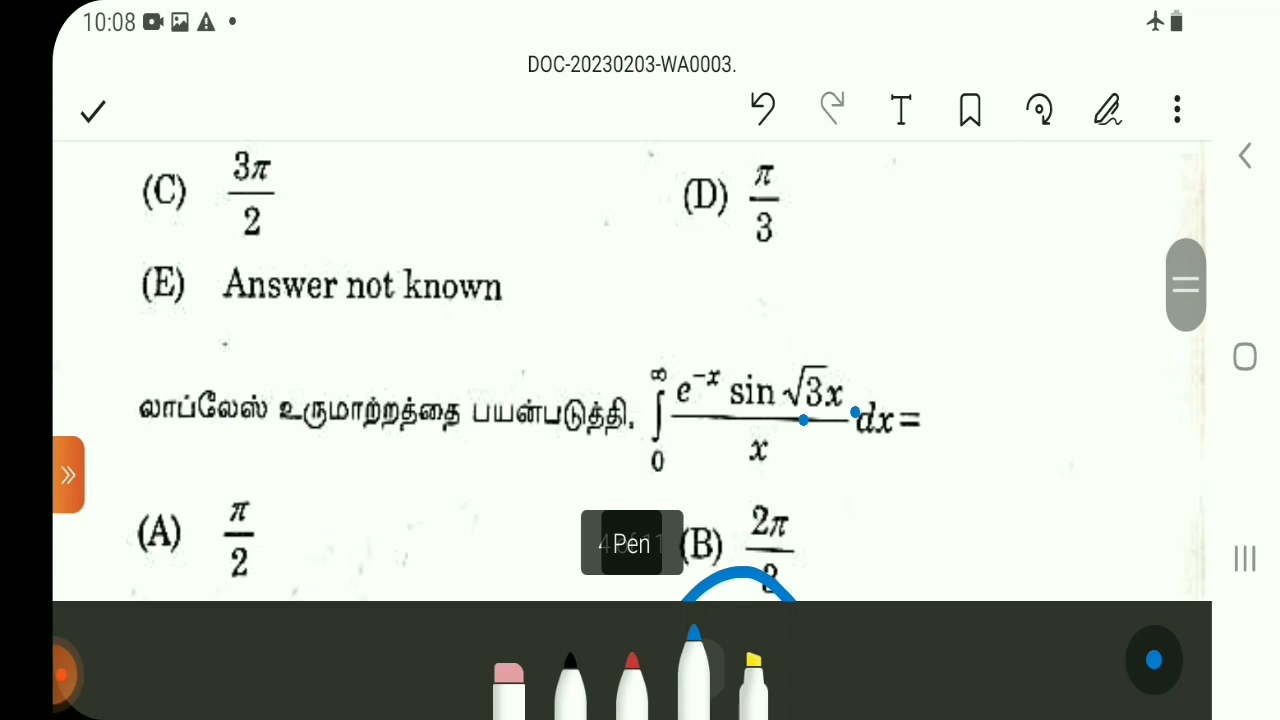 10:08
DOC-20230203-WA0003.
T
(C) 3π/2 (D) π/3
(E) Answer not known
லாப்லேஸ் உருமாற்றத்தை பயன்படுத்தி. ∫₀^∞ (e^(-x) sin √3x)/x dx =
(A) π/2 (B) 2π/
Pen